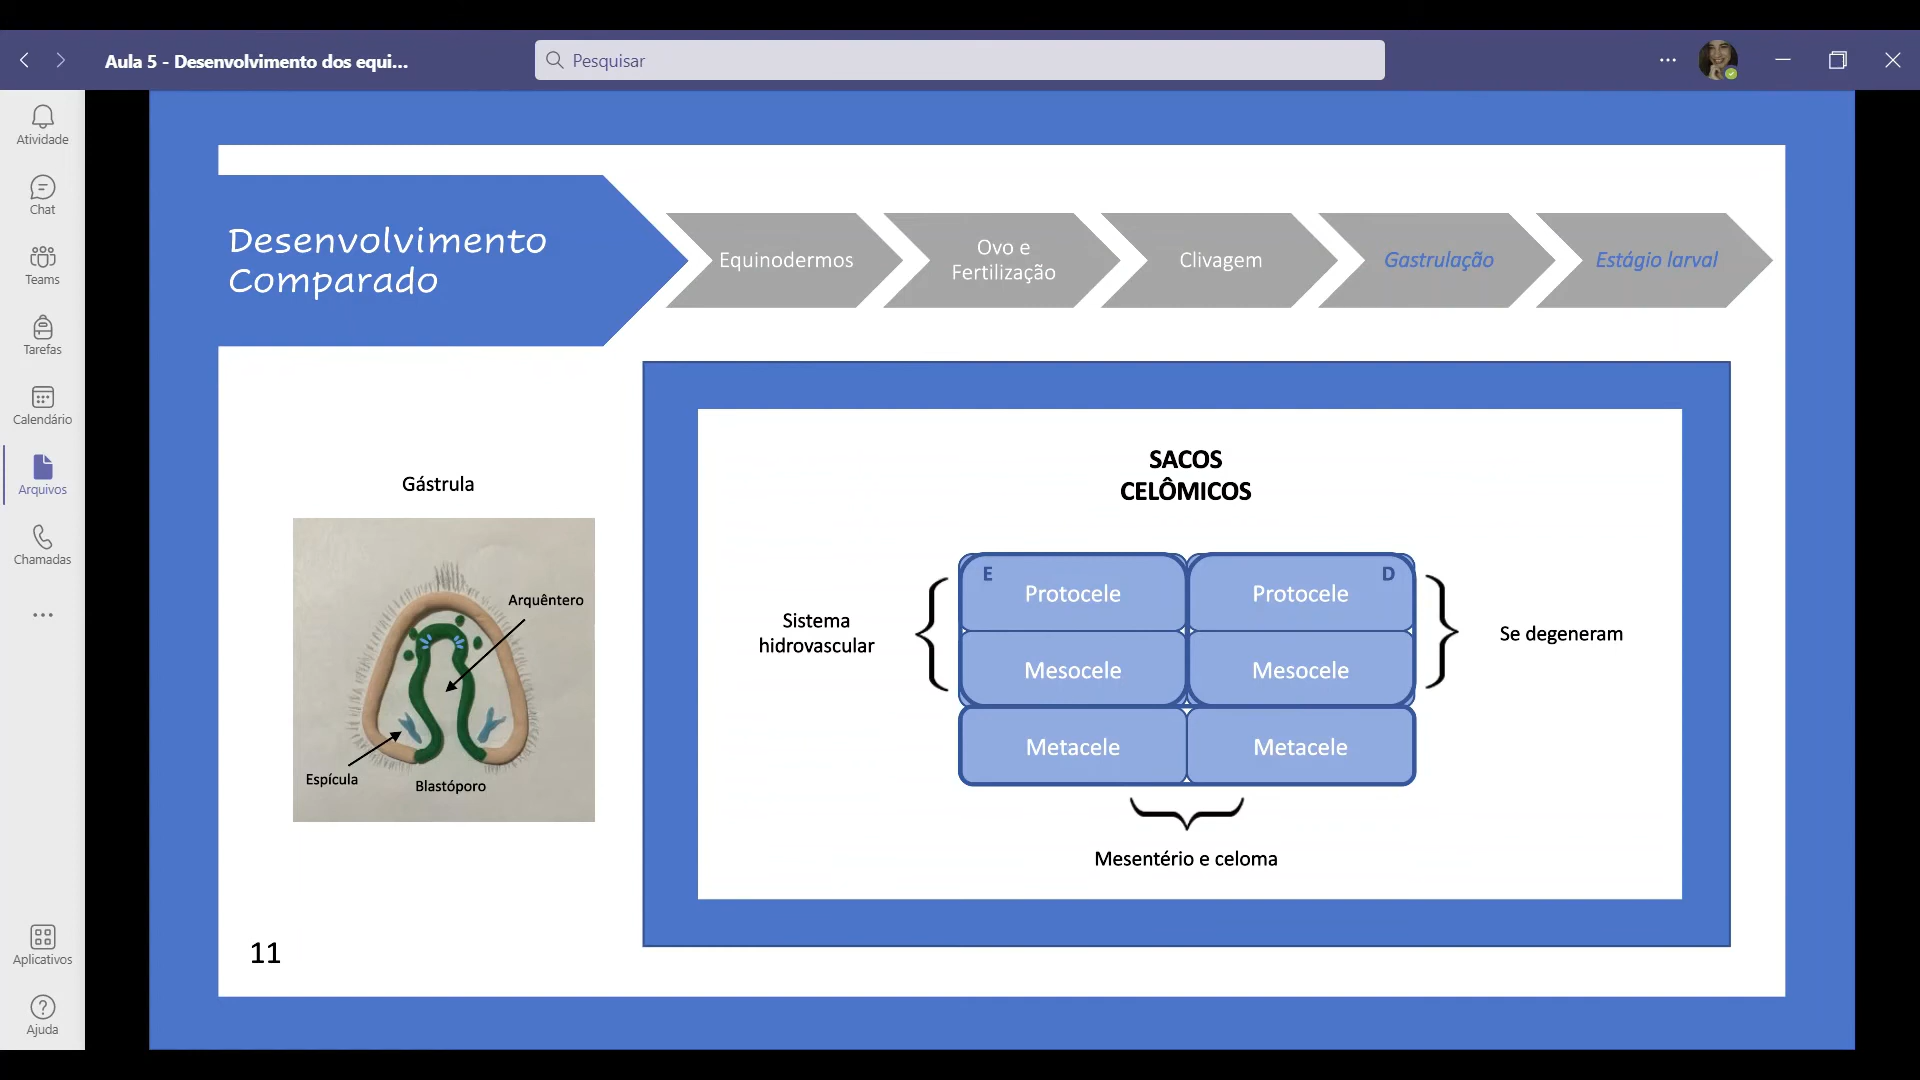 Aula 5 - Desenvolvimento dos equi...
Pesquisar
Atividade
Chat
Teams
Tarefas
Calendário
Arquivos
Chamadas
Aplicativos
Ajuda
Desenvolvimento
Comparado
Equinodermos
Ovo e
Fertilização
Clivagem
Gastrulação
Estágio larval
Gástrula
Arquêntero
Espícula
Blastóporo
11
SACOS
CELÔMICOS
E
D
Protocele
Protocele
Mesocele
Mesocele
Metacele
Metacele
Sistema
hidrovascular
Se degeneram
Mesentério e celoma